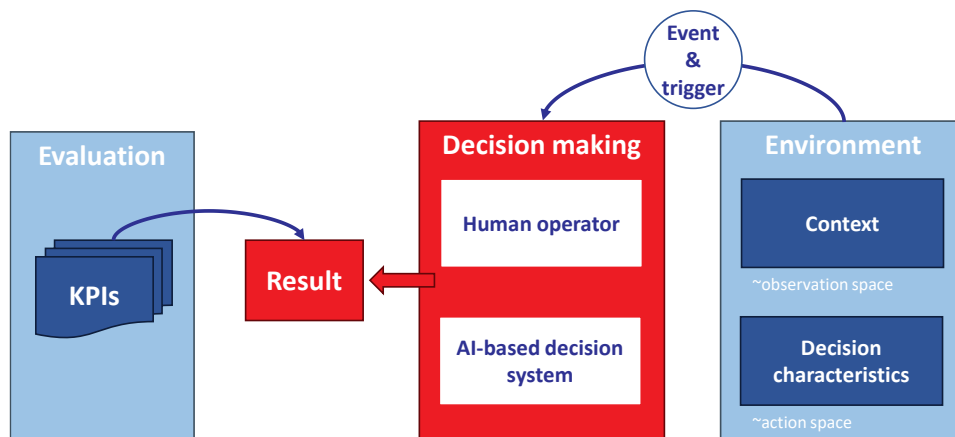 Event
&
trigger
Evaluation
KPIs
Result
Decision making
Human operator
AI-based decision
system
Environment
Context
~observation space
Decision
characteristics
~action space